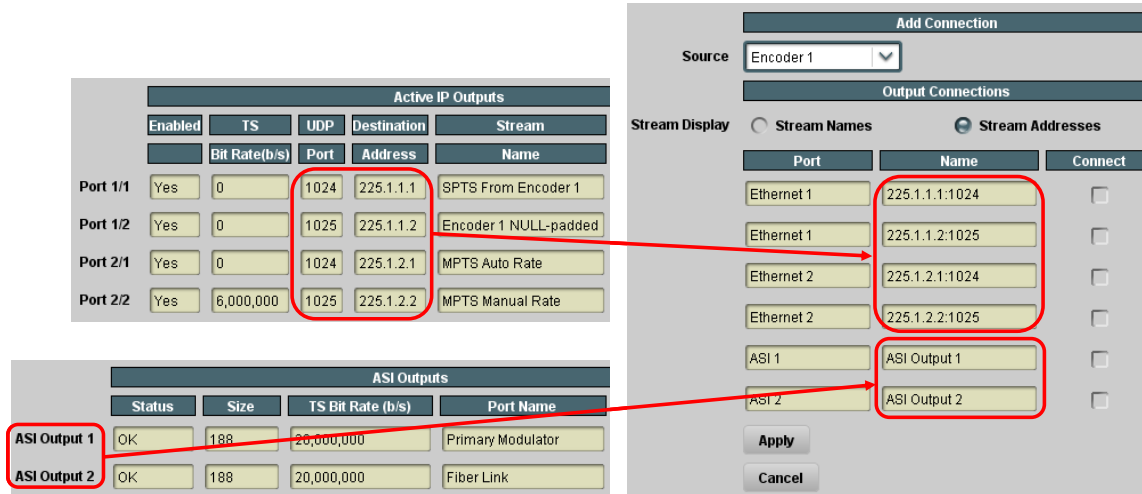 Active IP Outputs
Enabled TS UDP Destination Stream
Bit Rate(b/s) Port Address Name
Port 1/1 Yes 0 1024 225.1.1.1 SPTS From Encoder 1
Port 1/2 Yes 0 1025 225.1.1.2 Encoder 1 NULL-padded
Port 2/1 Yes 0 1024 225.1.2.1 MPTS Auto Rate
Port 2/2 Yes 6,000,000 1025 225.1.2.2 MPTS Manual Rate
ASI Outputs
Status Size TS Bit Rate (b/s) Port Name
ASI Output 1 OK 188 20,000,000 Primary Modulator
ASI Output 2 OK 188 20,000,000 Fiber Link
Add Connection
Source Encoder 1
Output Connections
Stream Display Stream Names Stream Addresses
Port Name Connect
Ethernet 1 225.1.1.1:1024
Ethernet 1 225.1.1.2:1025
Ethernet 2 225.1.2.1:1024
Ethernet 2 225.1.2.2:1025
ASI 1 ASI Output 1
ASI 2 ASI Output 2
Apply
Cancel